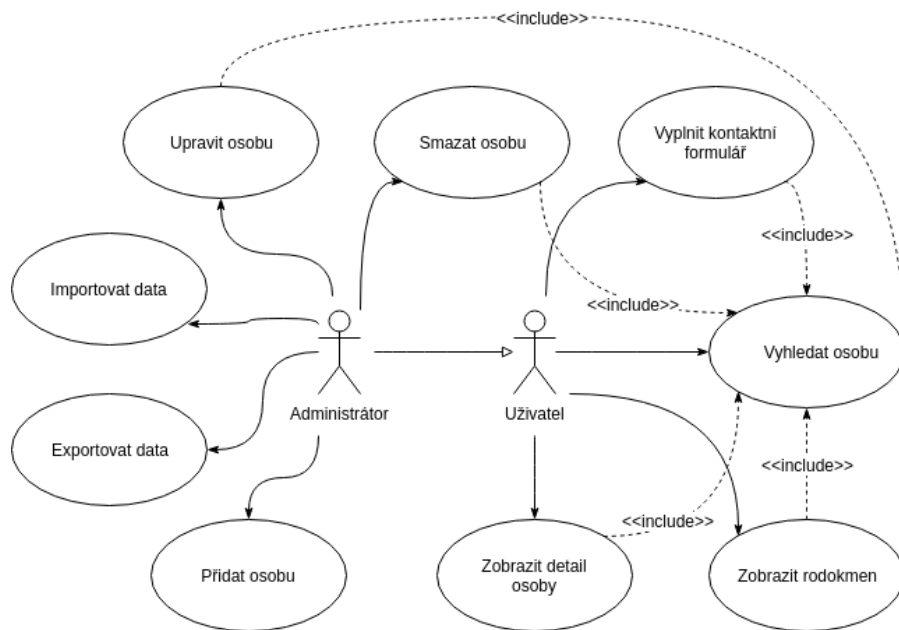 <<include>>
Upravit osobu
Smazat osobu
Vyplnit kontaktní
formulář
<<include>>
Importovat data
<<include>>
Vyhledat osobu
Administrátor
Uživatel
Exportovat data
<<include>>
<<include>>
Přidat osobu
Zobrazit detail
osoby
Zobrazit rodokmen